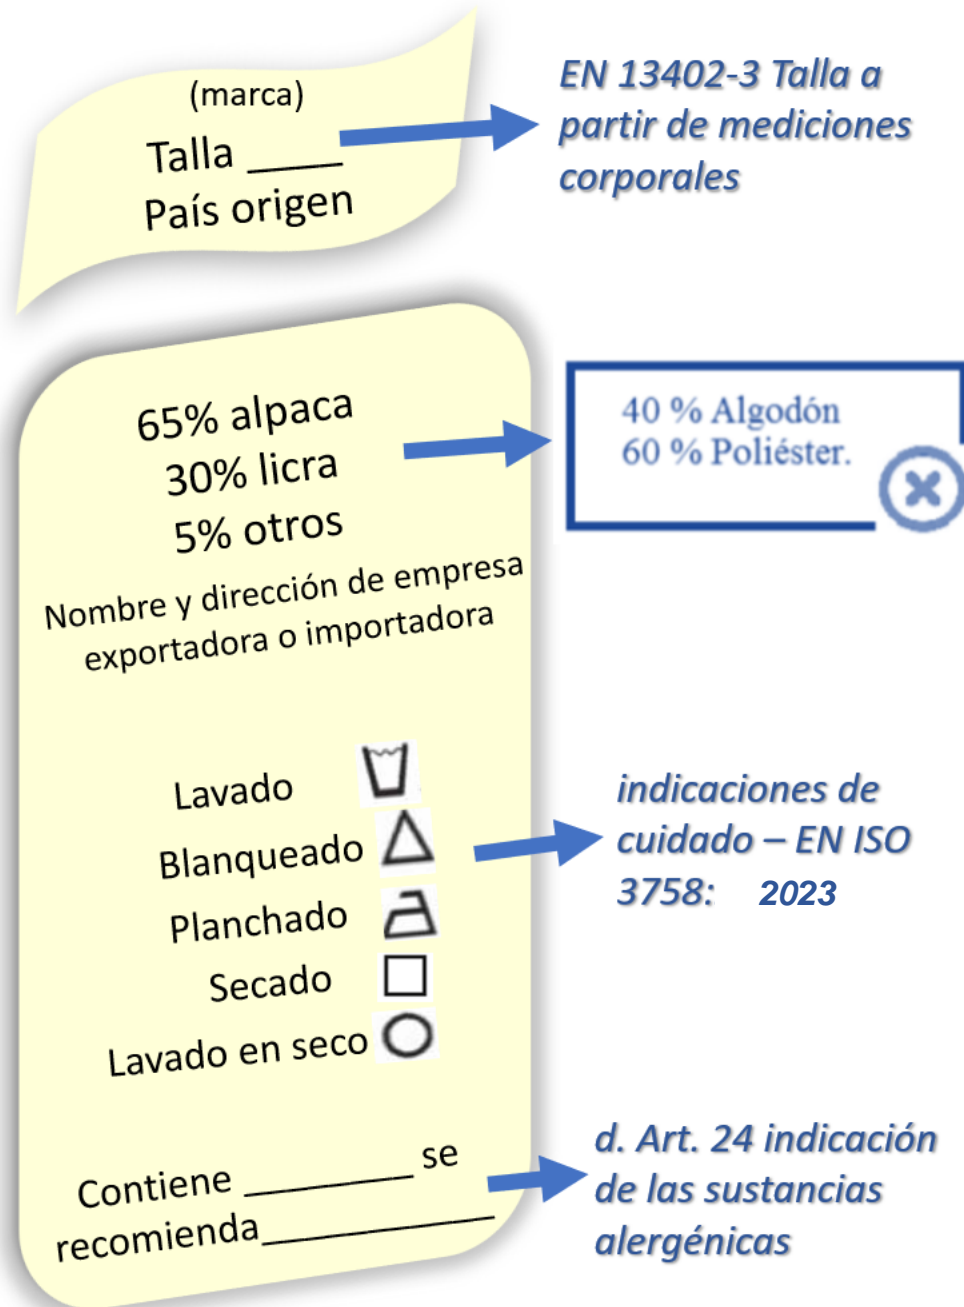 (marca)
Talla _____
País origen
EN 13402-3 Talla a
partir de mediciones
corporales
65% alpaca
30% licra
5% otros
40 % Algodón
60 % Poliéster.
Nombre y dirección de empresa
exportadora o importadora
Lavado
Blanqueado
Planchado
Secado
Lavado en seco
indicaciones de
cuidado – EN ISO
3758: 2023
Contiene ________ se
recomienda___________
d. Art. 24 indicación
de las sustancias
alergénicas